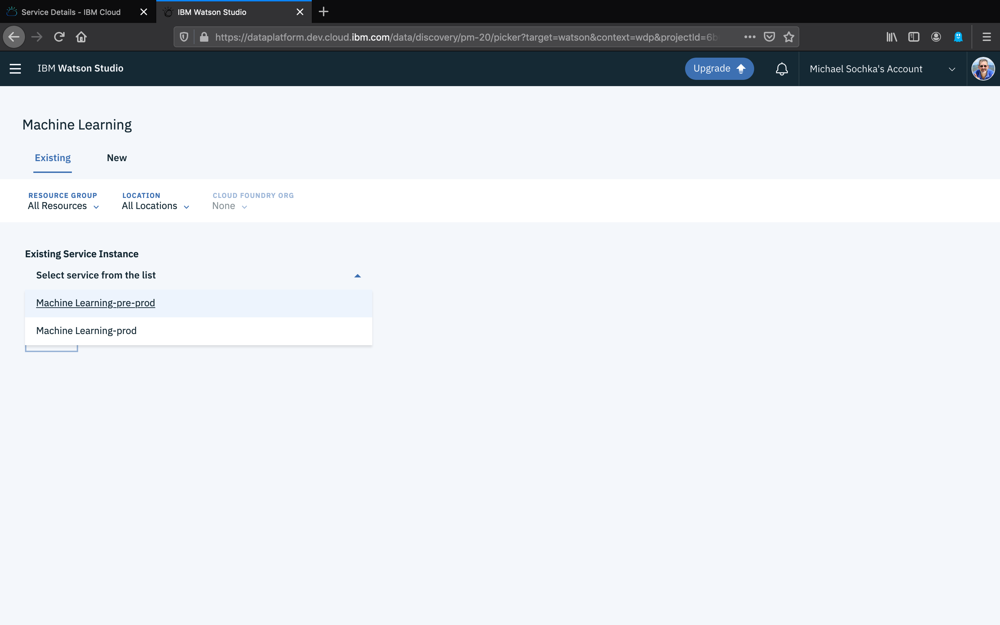 Service Details - IBM Cloud
IBM Watson Studio
https://dataplatform.dev.cloud.ibm.com/data/discovery/pm-20/picker?target=watson&context=wdp&projectId=6b
IBM Watson Studio
Upgrade
Michael Sochka's Account
Machine Learning
Existing
New
RESOURCE GROUP
LOCATION
CLOUD FOUNDRY ORG
All Resources
All Locations
None
Existing Service Instance
Select service from the list
Machine Learning-pre-prod
Machine Learning-prod